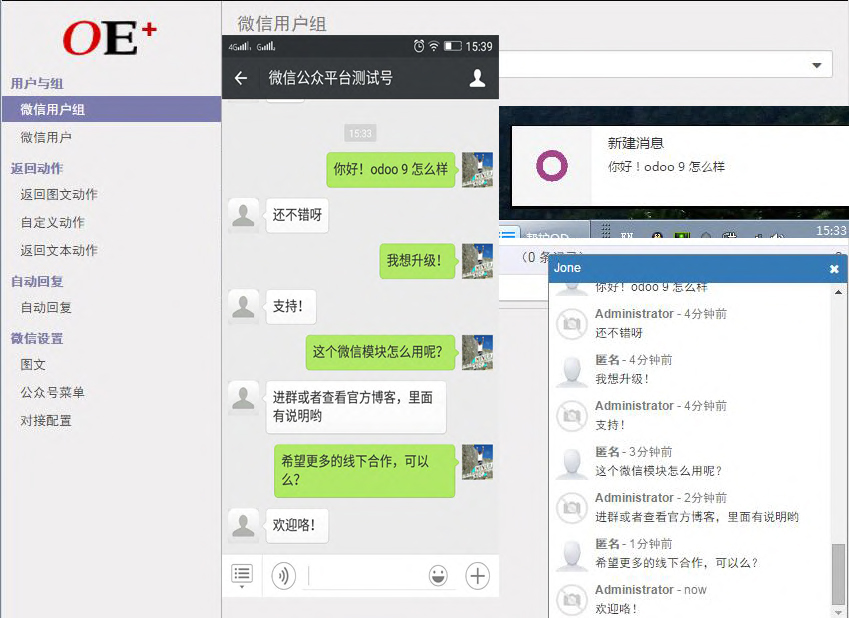 OE+
用户与组
微信用户组
微信用户
返回动作
返回图文动作
自定义动作
返回文本动作
自动回复
自动回复
微信设置
图文
公众号菜单
对接配置
微信用户组
4G
15:39
微信公众平台测试号
15:33
你好！odoo 9 怎么样
还不错呀
我想升级！
支持！
这个微信模块怎么用呢？
进群或者查看官方博客，里面
有说明哟
希望更多的线下合作，可以
么？
欢迎咯！
新建消息
你好！odoo 9 怎么样
15:33
Jone
你好！odoo 9 怎么样
Administrator - 4分钟前
还不错呀
匿名 - 4分钟前
我想升级！
Administrator - 4分钟前
支持！
匿名 - 3分钟前
这个微信模块怎么用呢？
Administrator - 2分钟前
进群或者查看官方博客，里面有说明哟
匿名 - 1分钟前
希望更多的线下合作，可以么？
Administrator - now
欢迎咯！